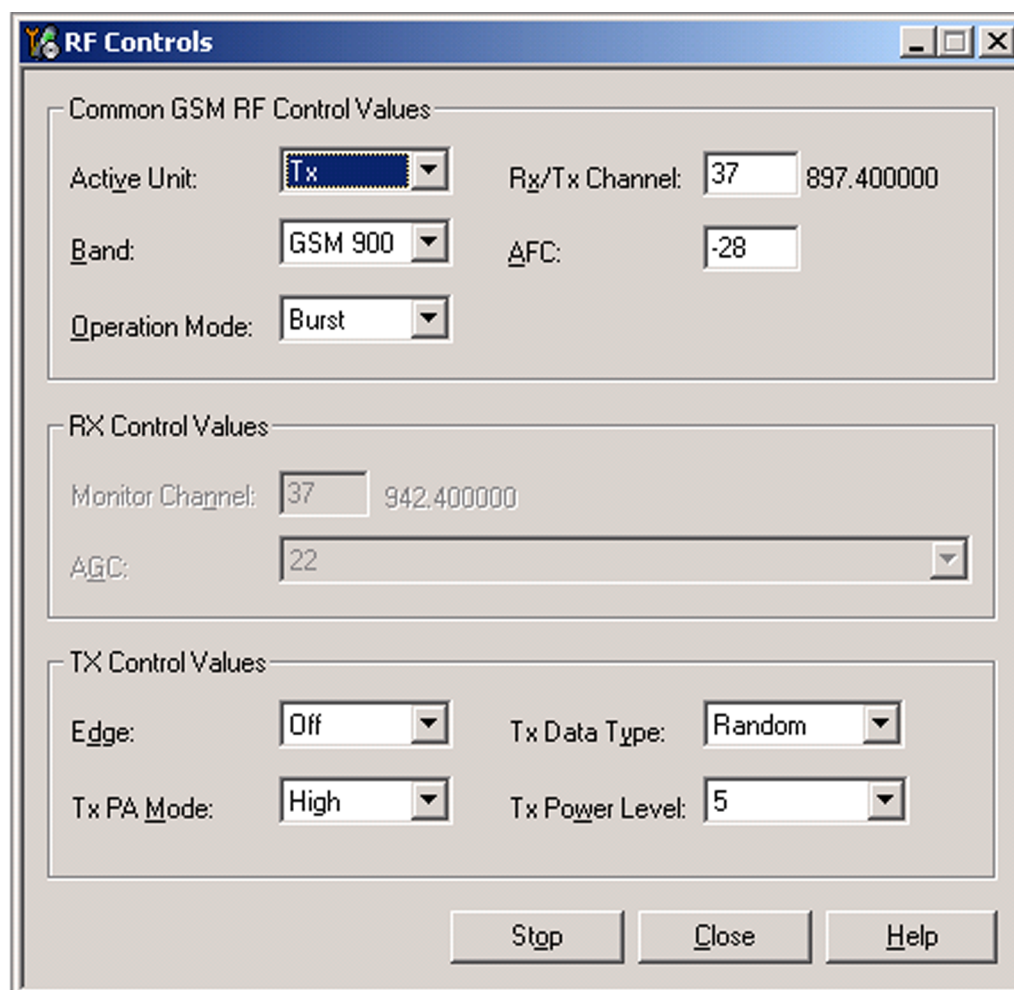 RF Controls
Common GSM RF Control Values
Active Unit: Tx Rx/Tx Channel: 37 897.400000
Band: GSM 900 AFC: -28
Operation Mode: Burst
RX Control Values
Monitor Channel: 37 942.400000
AGC: 22
TX Control Values
Edge: Off Tx Data Type: Random
Tx PA Mode: High Tx Power Level: 5
Stop Close Help